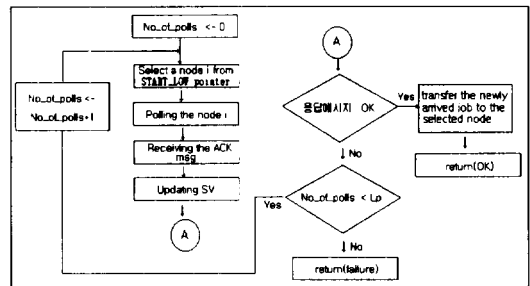 No_of_polls <- 0
Select a node i from
START_LOW pointer
Polling the node i
Receiving the ACK
msg
Updating SV
A
No_of_polls <-
No_of_polls+1
A
응답메시지 OK
Yes
transfer the newly
arrived job to the
selected node
return(OK)
No
No_of_polls < Lp
Yes
No
return(failure)